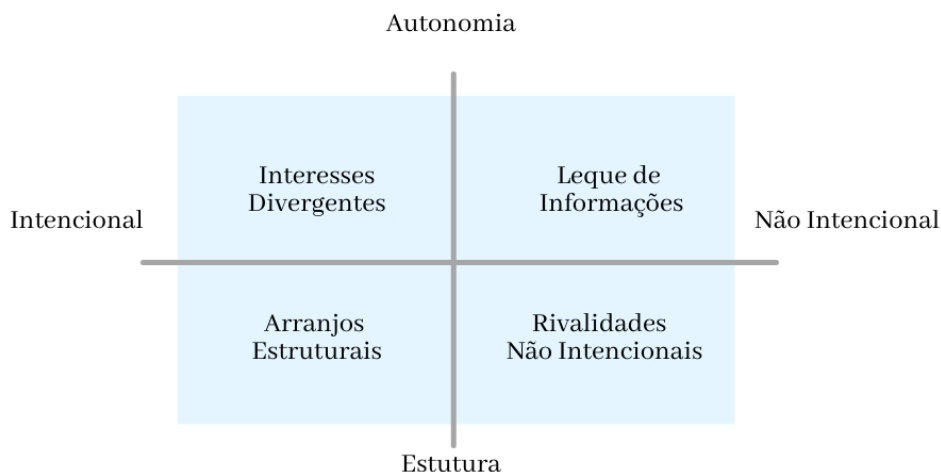 Autonomia
Interesses
Divergentes
Leque de
Informações
Intencional
Não Intencional
Arranjos
Estruturais
Rivalidades
Não Intencionais
Estutura